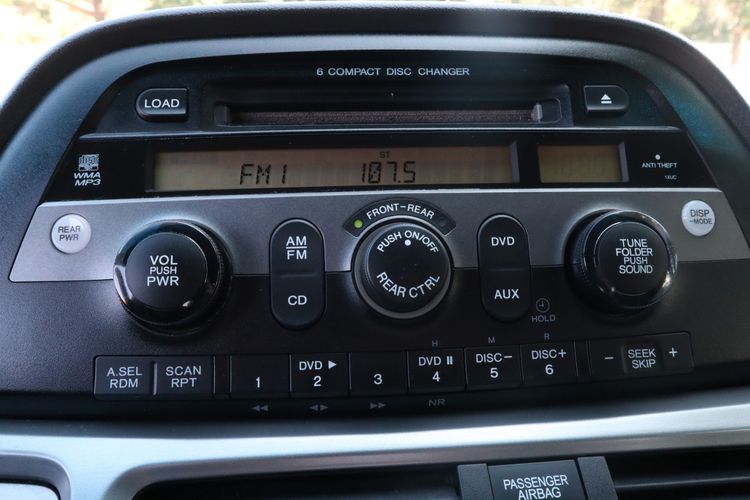 6 COMPACT DISC CHANGER
LOAD
ST
FM1 107.5
WMA
MP3
ANTI THEFT
1XUC
REAR
PWR
FRONT-REAR
DISP
-MODE
VOL
PUSH
PWR
AM
FM
CD
PUSH ON/OFF
REAR CTRL
DVD
AUX
HOLD
TUNE
FOLDER
PUSH
SOUND
H M R
A.SEL
RDM
SCAN
RPT
1
DVD ▶
2
3
DVD ⏸
4
DISC−
5
DISC+
6
− SEEK
SKIP +
NR
PASSENGER
AIRBAG